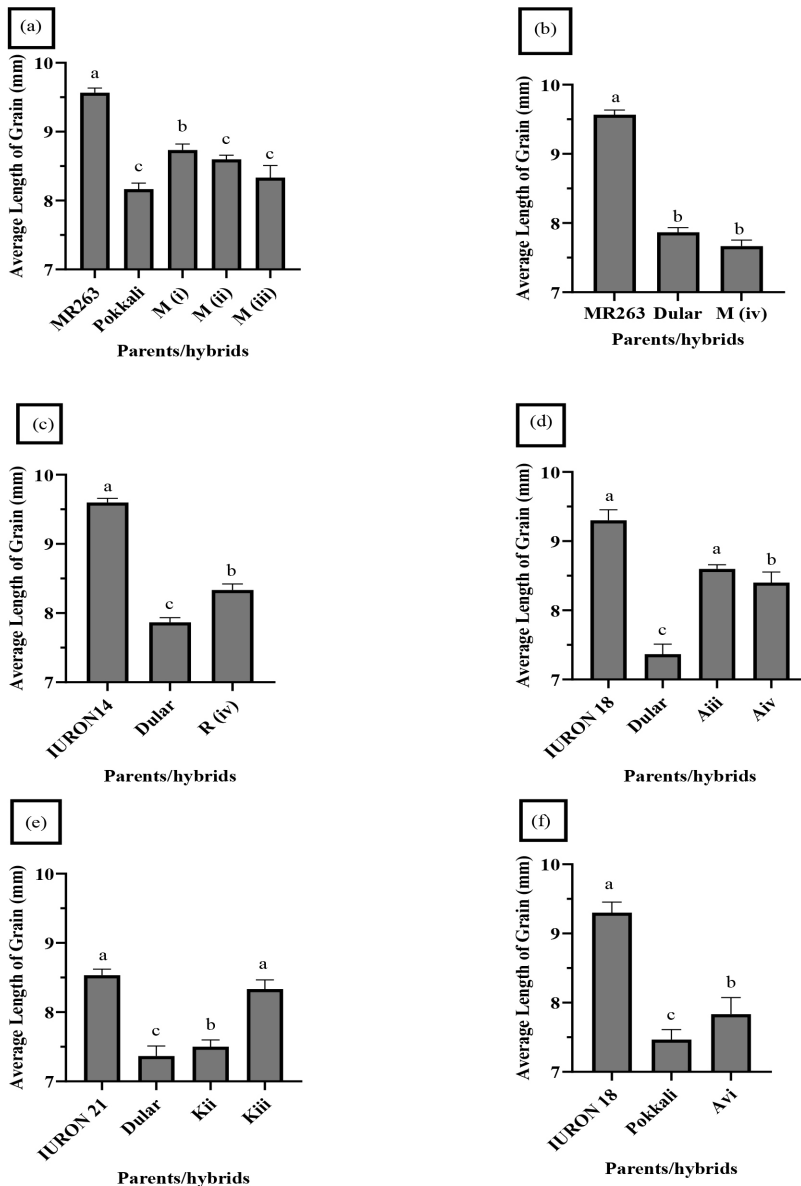 (a)
Average Length of Grain (mm)
10
9
8
7
a
c
b
c
c
MR263
Pokkali
M (i)
M (ii)
M (iii)
Parents/hybrids
(b)
Average Length of Grain (mm)
10
9
8
7
a
b
b
MR263 Dular M (iv)
Parents/hybrids
(c)
Average Length of Grain (mm)
10
9
8
7
a
c
b
IURON14
Dular
R (iv)
Parents/hybrids
(d)
Average Length of Grain (mm)
10
9
8
7
a
c
a
b
IURON 18
Dular
Aiii
Aiv
Parents/hybrids
(e)
Average Length of Grain (mm)
10
9
8
7
a
c
b
a
IURON 21
Dular
Kii
Kiii
Parents/hybrids
(f)
Average Length of Grain (mm)
10
9
8
7
a
c
b
IURON 18
Pokkali
Avi
Parents/hybrids